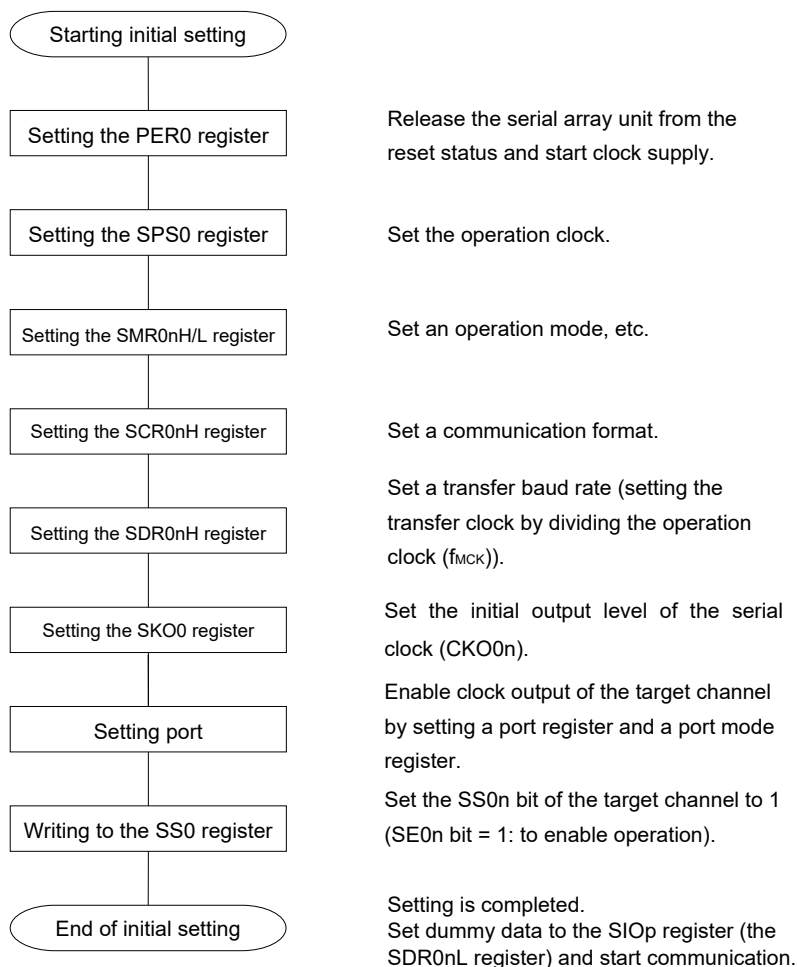 Starting initial setting
Setting the PER0 register
Release the serial array unit from the
reset status and start clock supply.
Setting the SPS0 register
Set the operation clock.
Setting the SMR0nH/L register
Set an operation mode, etc.
Setting the SCR0nH register
Set a communication format.
Setting the SDR0nH register
Set a transfer baud rate (setting the
transfer clock by dividing the operation
clock (fMCK)).
Setting the SKO0 register
Set the initial output level of the serial
clock (CKO0n).
Setting port
Enable clock output of the target channel
by setting a port register and a port mode
register.
Writing to the SS0 register
Set the SS0n bit of the target channel to 1
(SE0n bit = 1: to enable operation).
End of initial setting
Setting is completed.
Set dummy data to the SIOp register (the
SDR0nL register) and start communication.